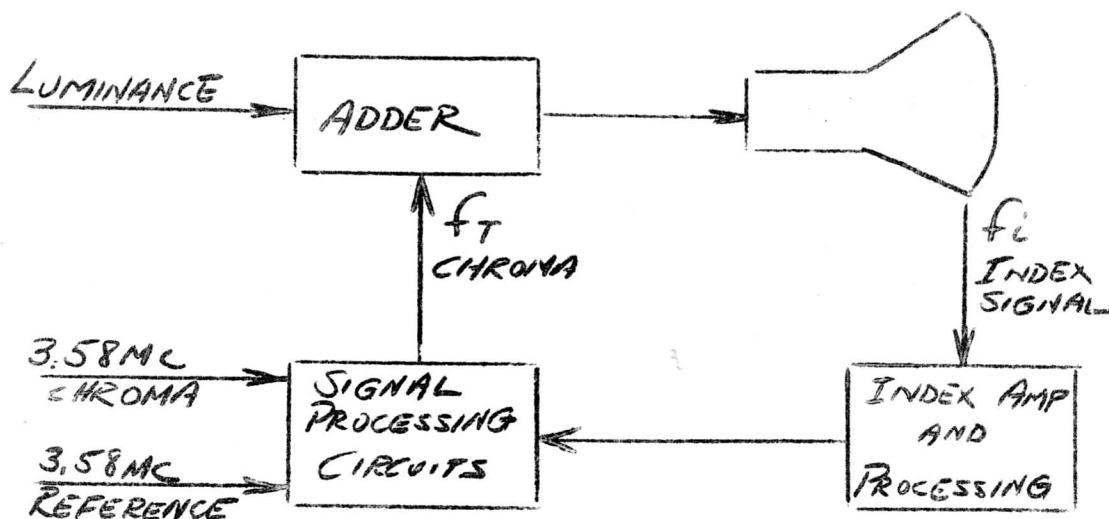 LUMINANCE
ADDER
fT
CHROMA
fi
INDEX
SIGNAL
3.58MC
CHROMA
3.58MC
REFERENCE
SIGNAL
PROCESSING
CIRCUITS
INDEX AMP
AND
PROCESSING